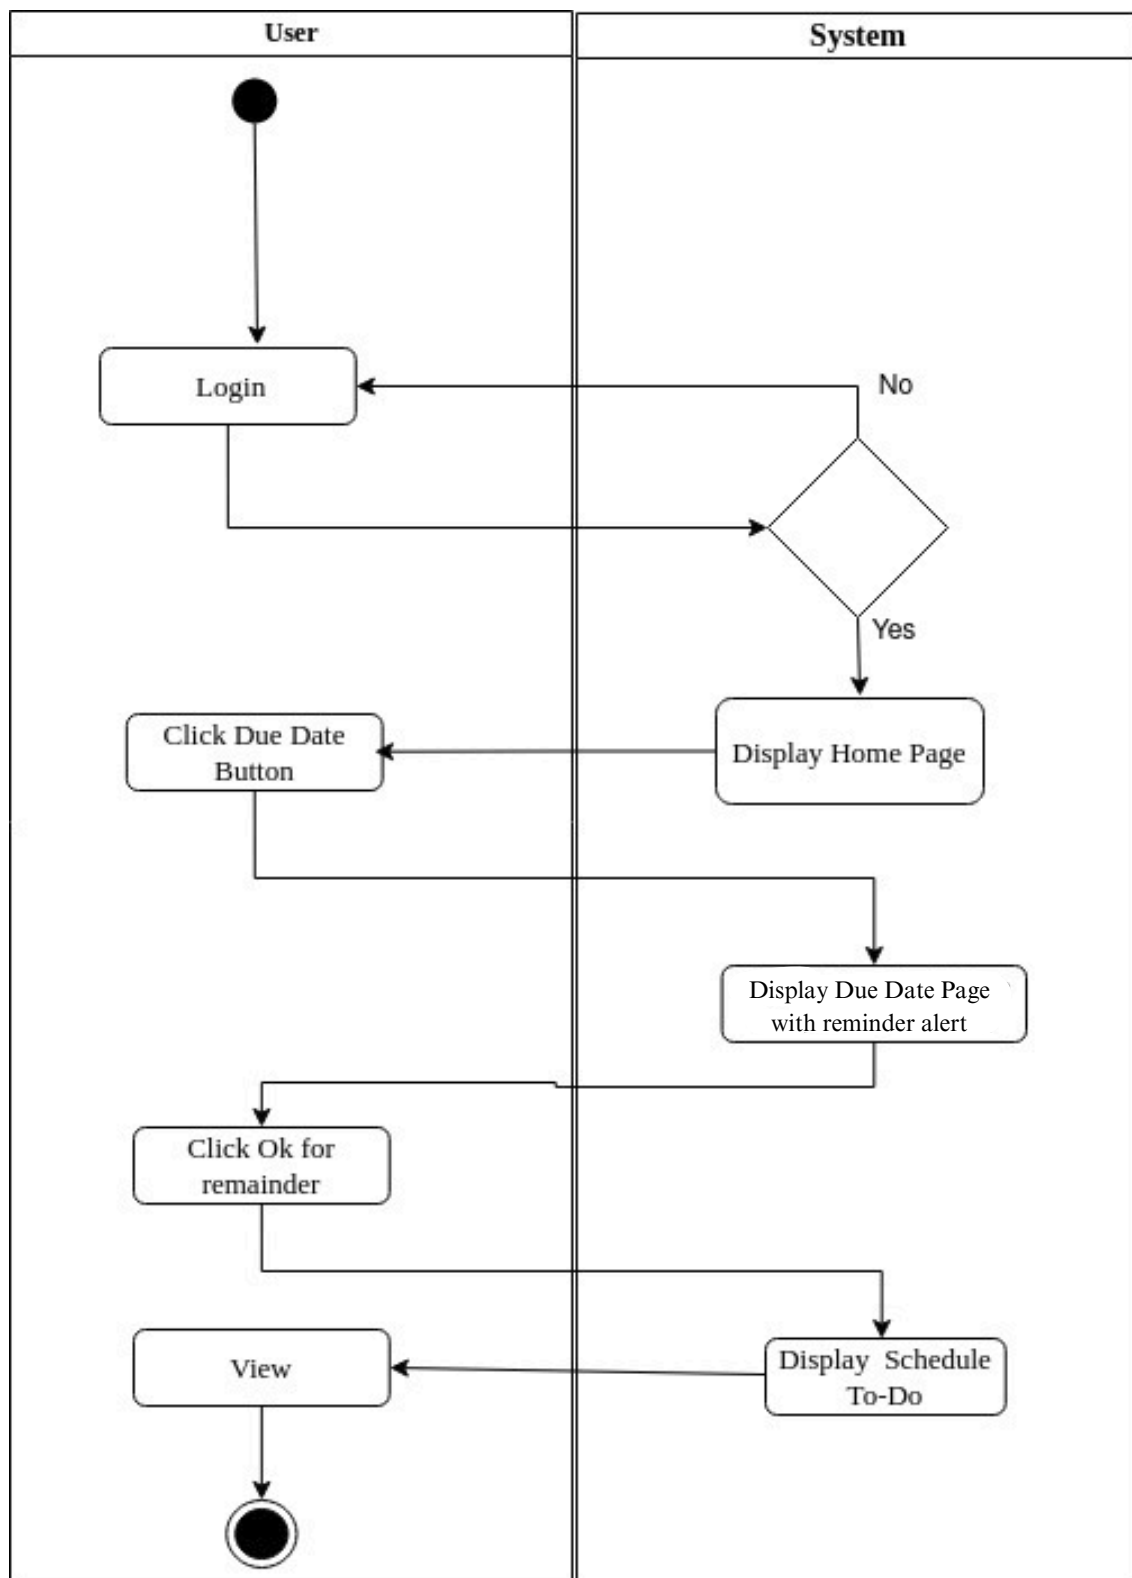 User
System
Login
No
Yes
Click Due Date
Button
Display Home Page
Display Due Date Page
with reminder alert
Click Ok for
remainder
View
Display Schedule
To-Do